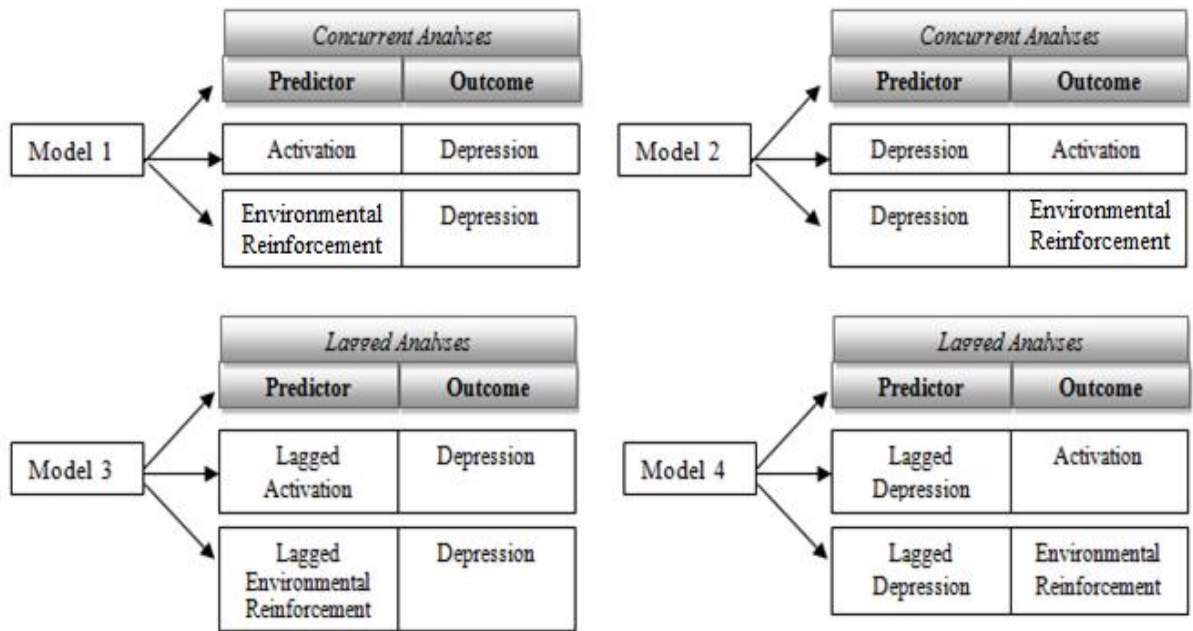 Concurrent Analyses
Predictor Outcome
Model 1
Activation Depression
Environmental Depression
Reinforcement
Concurrent Analyses
Predictor Outcome
Model 2
Depression Activation
Depression Environmental
Reinforcement
Lagged Analyses
Predictor Outcome
Model 3
Lagged Depression
Activation
Lagged Depression
Environmental
Reinforcement
Lagged Analyses
Predictor Outcome
Model 4
Lagged Activation
Depression
Lagged Environmental
Depression Reinforcement